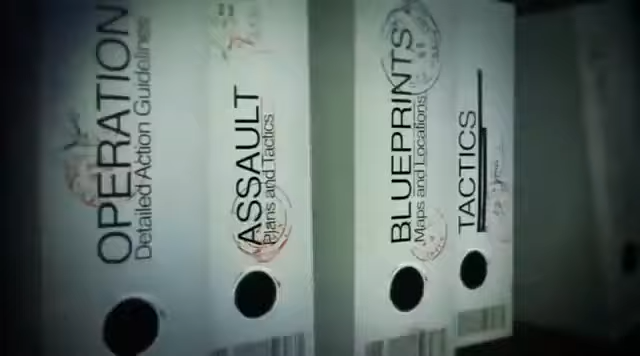 OPERATION
Detailed Action Guidelines
ASSAULT
Plans and Tactics
BLUEPRINTS
Maps and Locations
TACTICS